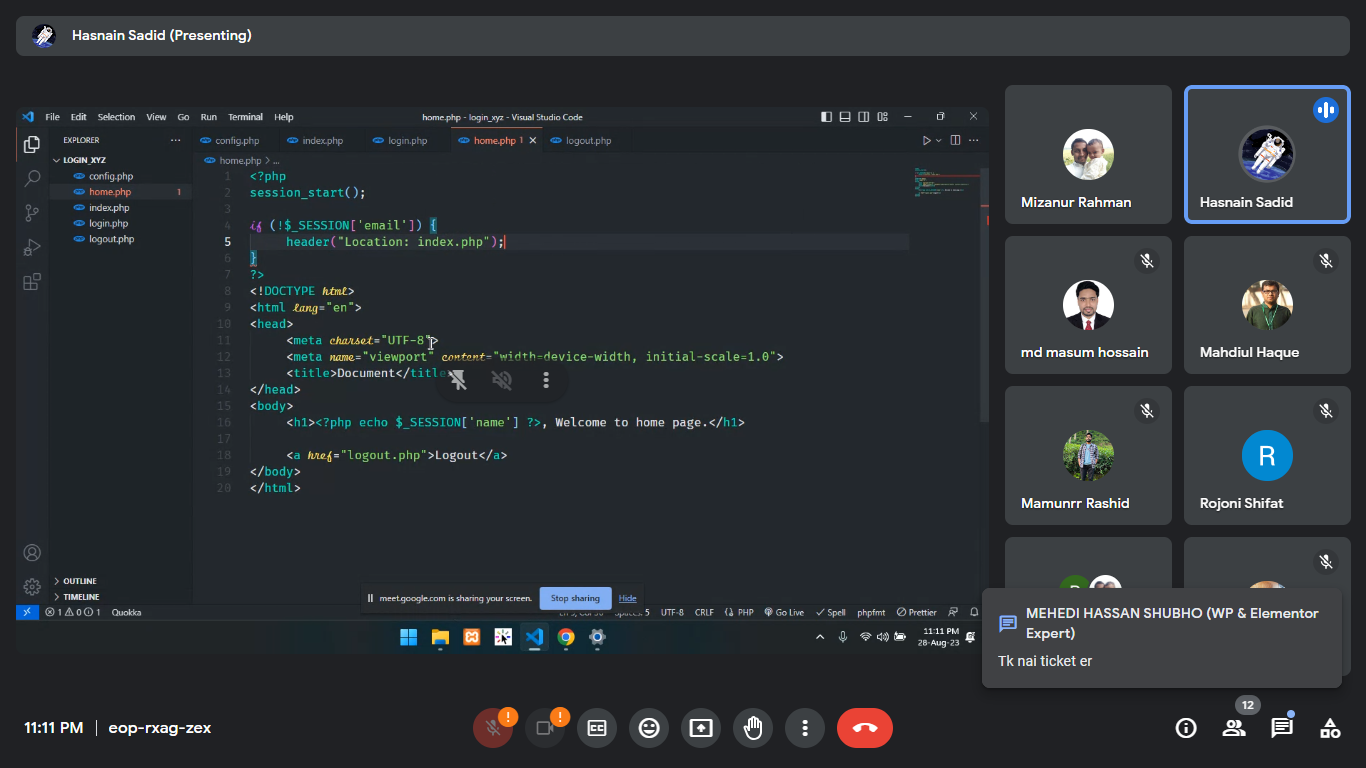 Hasnain Sadid (Presenting)
File Edit Selection View Go Run Terminal Help
home.php - login_xyz - Visual Studio Code
EXPLORER
config.php
index.php
login.php
home.php 1
logout.php
LOGIN_XYZ
config.php
home.php 1
index.php
login.php
logout.php
OUTLINE
TIMELINE
home.php > ...
1 <?php
2 session_start();
3
4 if (!$_SESSION['email']) {
5 header("Location: index.php");
6 }
7 ?>
8 <!DOCTYPE html>
9 <html lang="en">
10 <head>
11 <meta charset="UTF-8">
12 <meta name="viewport" content="width=device-width, initial-scale=1.0">
13 <title>Document</title
14 </head>
15 <body>
16 <h1><?php echo $_SESSION['name'] ?>, Welcome to home page.</h1>
17
18 <a href="logout.php">Logout</a>
19 </body>
20 </html>
meet.google.com is sharing your screen.
Stop sharing
Hide
1 0 1 Quokka
UTF-8 CRLF PHP Go Live Spell phpfmt Prettier
11:11 PM
28-Aug-23
Mizanur Rahman
Hasnain Sadid
md masum hossain
Mahdiul Haque
Mamunrr Rashid
R
Rojoni Shifat
MEHEDI HASSAN SHUBHO (WP & Elementor
Expert)
Tk nai ticket er
11:11 PM | eop-rxag-zex
12